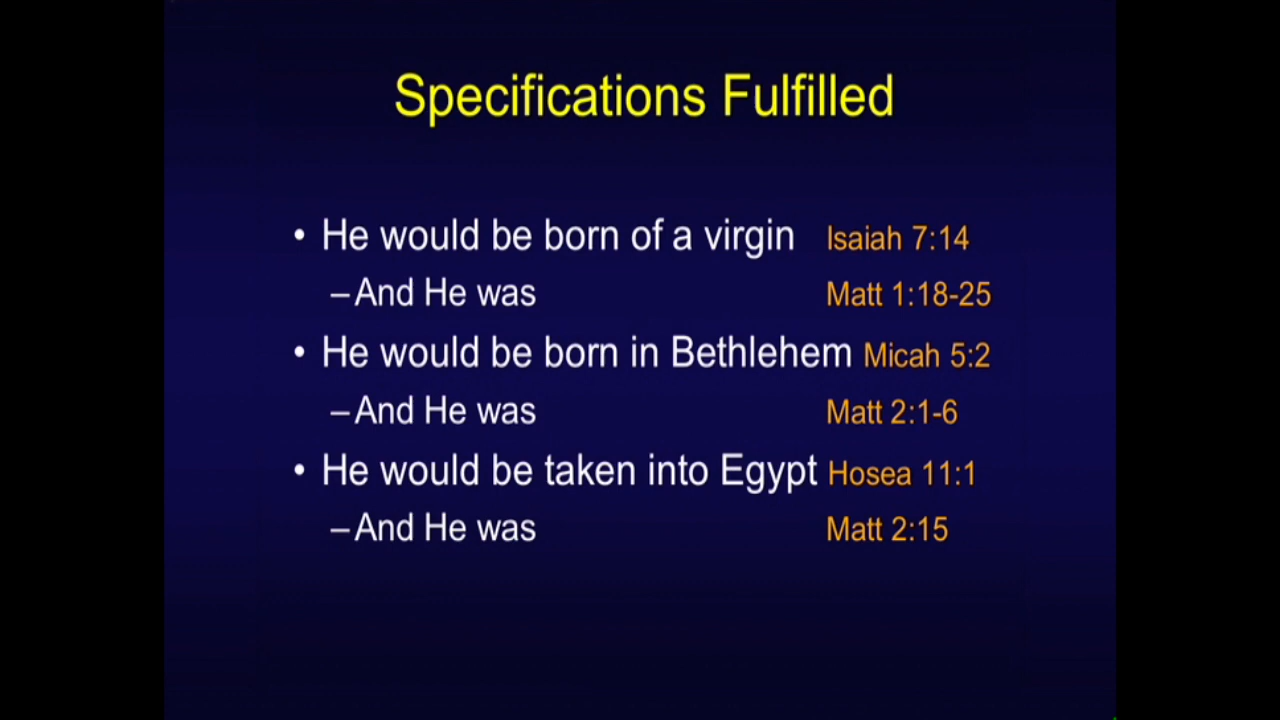 Specifications Fulfilled
• He would be born of a virgin Isaiah 7:14
–And He was Matt 1:18-25
• He would be born in Bethlehem Micah 5:2
–And He was Matt 2:1-6
• He would be taken into Egypt Hosea 11:1
–And He was Matt 2:15